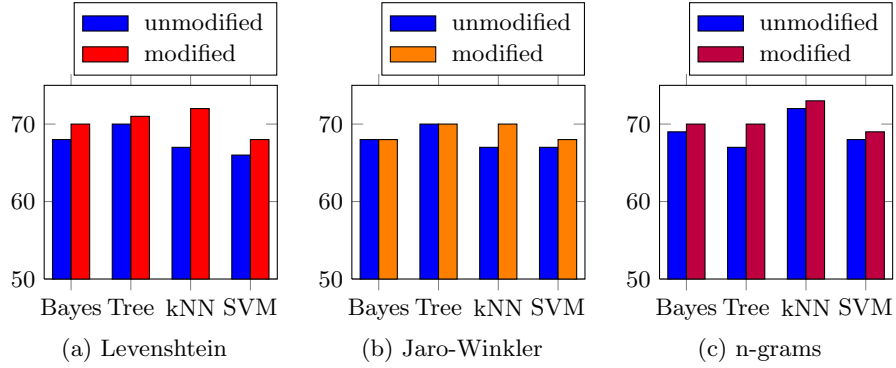 unmodified
modified
70
60
50
Bayes Tree kNN SVM
(a) Levenshtein
unmodified
modified
70
60
50
Bayes Tree kNN SVM
(b) Jaro-Winkler
unmodified
modified
70
60
50
Bayes Tree kNN SVM
(c) n-grams